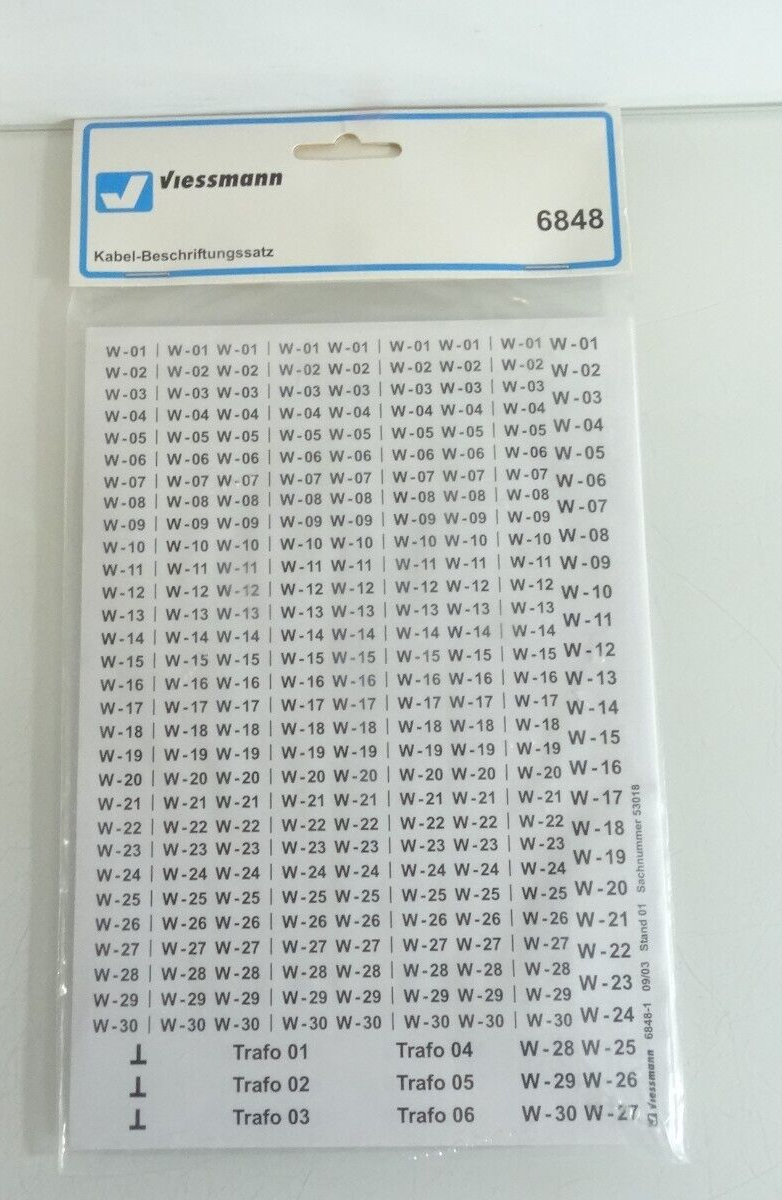 Viessmann
6848
Kabel-Beschriftungssatz
W-01 | W-01 W-01 | W-01 W-01 | W-01 W-01 | W-01 W-01
W-02 | W-02 W-02 | W-02 W-02 | W-02 W-02 | W-02 W-02
W-03 | W-03 W-03 | W-03 W-03 | W-03 W-03 | W-03 W-03
W-04 | W-04 W-04 | W-04 W-04 | W-04 W-04 | W-04 W-04
W-05 | W-05 W-05 | W-05 W-05 | W-05 W-05 | W-05 W-05
W-06 | W-06 W-06 | W-06 W-06 | W-06 W-06 | W-06 W-06
W-07 | W-07 W-07 | W-07 W-07 | W-07 W-07 | W-07 W-07
W-08 | W-08 W-08 | W-08 W-08 | W-08 W-08 | W-08 W-08
W-09 | W-09 W-09 | W-09 W-09 | W-09 W-09 | W-09 W-09
W-10 | W-10 W-10 | W-10 W-10 | W-10 W-10 | W-10 W-10
W-11 | W-11 W-11 | W-11 W-11 | W-11 W-11 | W-11 W-11
W-12 | W-12 W-12 | W-12 W-12 | W-12 W-12 | W-12 W-12
W-13 | W-13 W-13 | W-13 W-13 | W-13 W-13 | W-13 W-13
W-14 | W-14 W-14 | W-14 W-14 | W-14 W-14 | W-14 W-14
W-15 | W-15 W-15 | W-15 W-15 | W-15 W-15 | W-15 W-15
W-16 | W-16 W-16 | W-16 W-16 | W-16 W-16 | W-16 W-16
W-17 | W-17 W-17 | W-17 W-17 | W-17 W-17 | W-17 W-17
W-18 | W-18 W-18 | W-18 W-18 | W-18 W-18 | W-18 W-18
W-19 | W-19 W-19 | W-19 W-19 | W-19 W-19 | W-19 W-19
W-20 | W-20 W-20 | W-20 W-20 | W-20 W-20 | W-20 W-20
W-21 | W-21 W-21 | W-21 W-21 | W-21 W-21 | W-21 W-21
W-22 | W-22 W-22 | W-22 W-22 | W-22 W-22 | W-22 W-22
W-23 | W-23 W-23 | W-23 W-23 | W-23 W-23 | W-23 W-23
W-24 | W-24 W-24 | W-24 W-24 | W-24 W-24 | W-24 W-24
W-25 | W-25 W-25 | W-25 W-25 | W-25 W-25 | W-25
W-26 | W-26 W-26 | W-26 W-26 | W-26 W-26 | W-26
W-27 | W-27 W-27 | W-27 W-27 | W-27 W-27 | W-27
W-28 | W-28 W-28 | W-28 W-28 | W-28 W-28 | W-28
W-29 | W-29 W-29 | W-29 W-29 | W-29 W-29 | W-29
W-30 | W-30 W-30 | W-30 W-30 | W-30 W-30 | W-30
⊥ Trafo 01 Trafo 04 W-28 W-25
⊥ Trafo 02 Trafo 05 W-29 W-26
⊥ Trafo 03 Trafo 06 W-30 W-27
Viessmann 6848-1 09/03 Stand 01 Sachnummer 53018